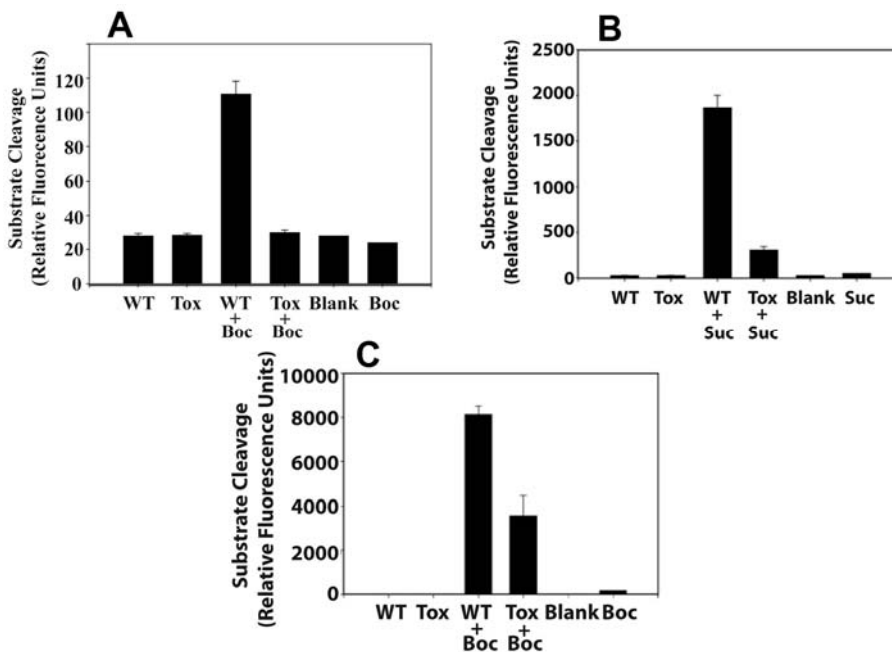 A
Substrate Cleavage
(Relative Fluorecence Units)
120
100
80
60
40
20
0
WT Tox WT Tox Blank Boc
+ +
Boc Boc
B
Substrate Cleavage
(Relative Fluorescence Units)
2500
2000
1500
1000
500
0
WT Tox WT Tox Blank Suc
+ +
Suc Suc
C
Substrate Cleavage
(Relative Fluorescence Units)
10000
8000
6000
4000
2000
0
WT Tox WT Tox Blank Boc
+ +
Boc Boc